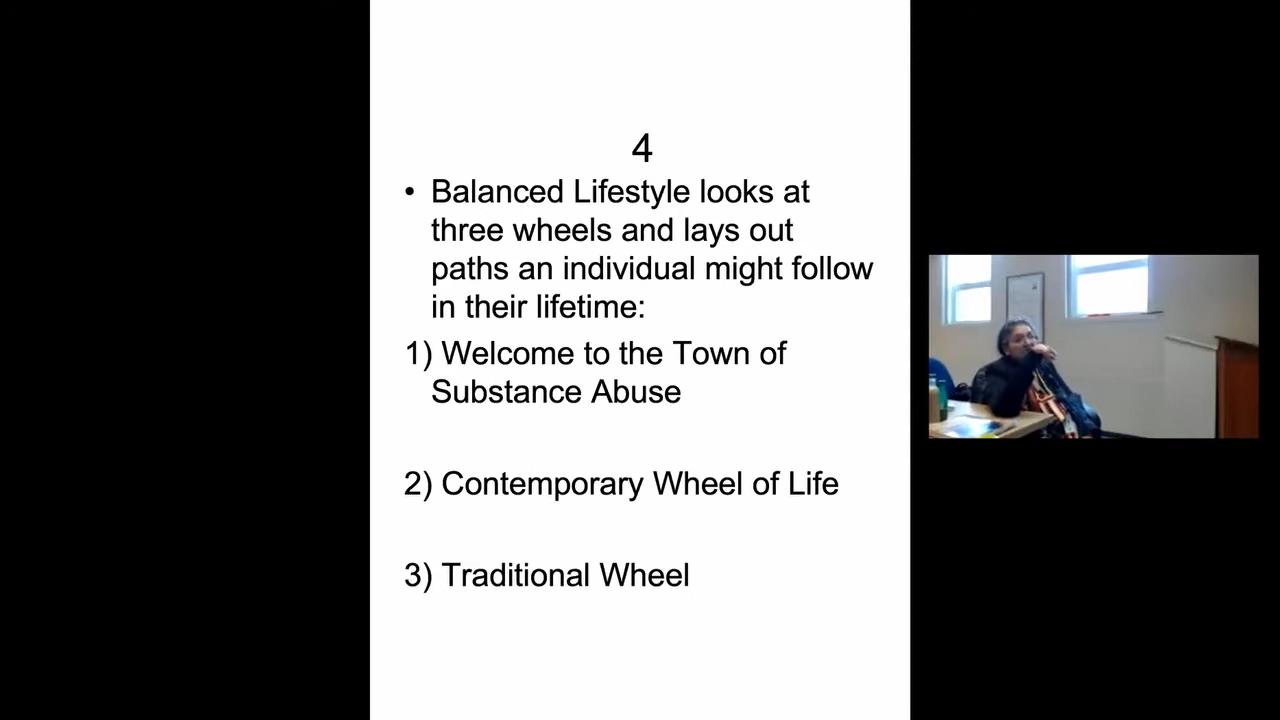 4
• Balanced Lifestyle looks at
three wheels and lays out
paths an individual might follow
in their lifetime:
1) Welcome to the Town of
Substance Abuse
2) Contemporary Wheel of Life
3) Traditional Wheel